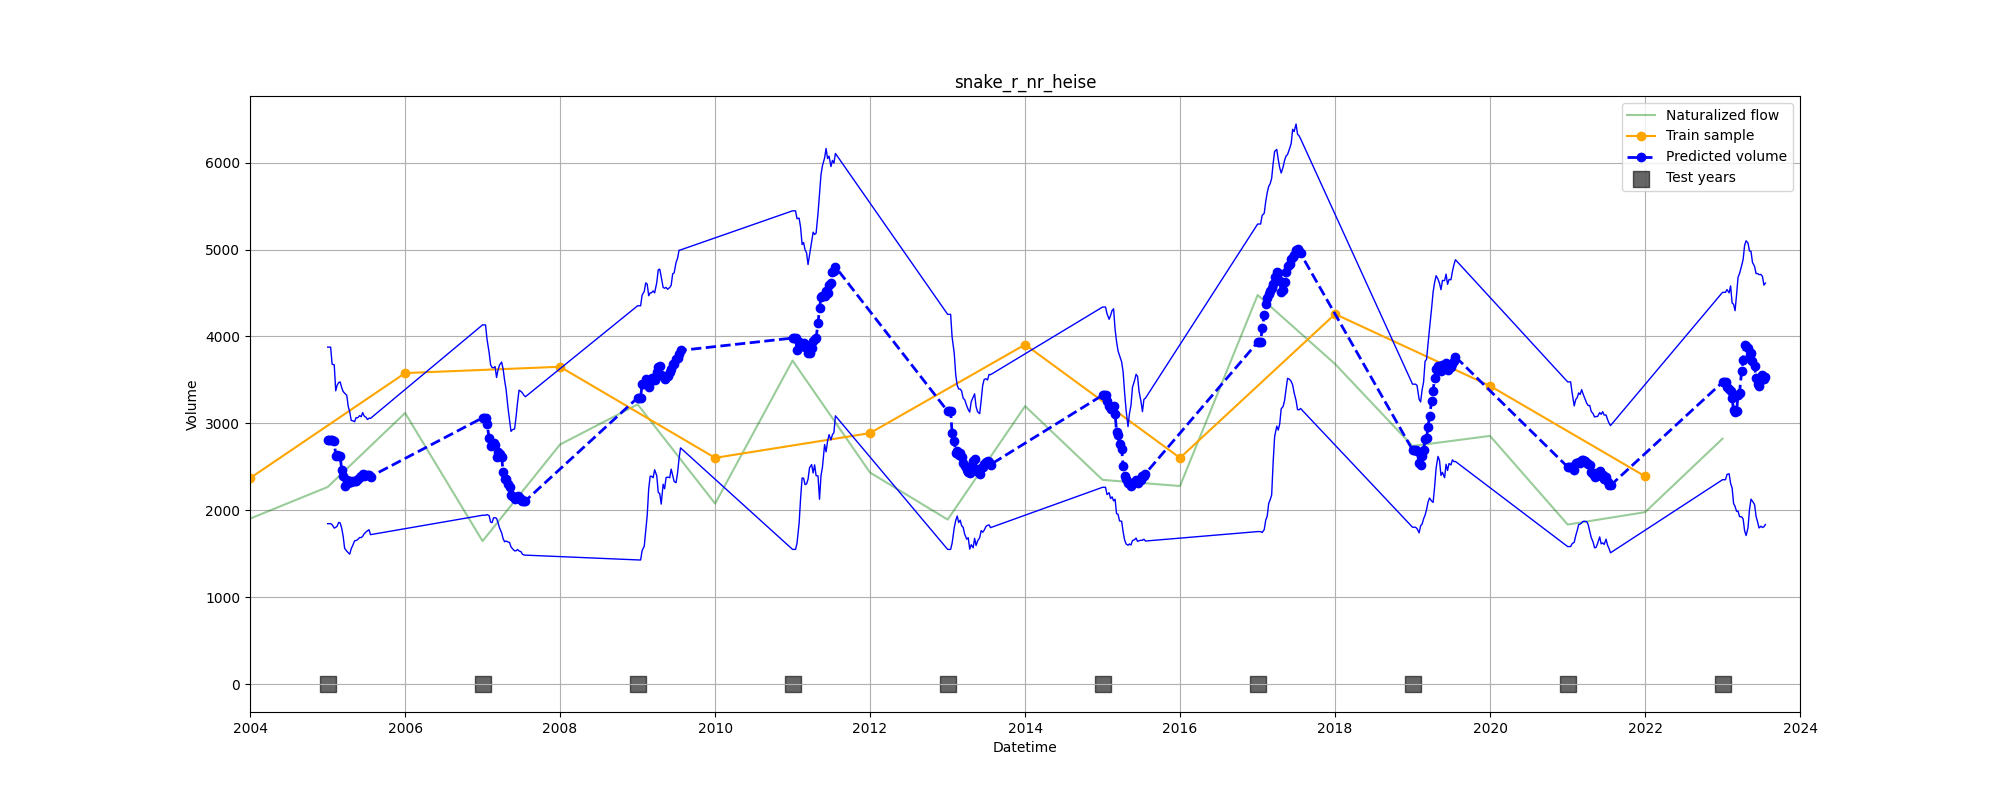 snake_r_nr_heise
Naturalized flow
Train sample
Predicted volume
Test years
Volume
6000
5000
4000
3000
2000
1000
0
2004 2006 2008 2010 2012 2014 2016 2018 2020 2022 2024
Datetime